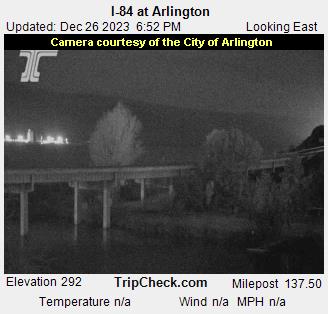 I-84 at Arlington
Updated: Dec 26 2023 6:52 PM Looking East
Camera courtesy of the City of Arlington
Elevation 292 TripCheck.com Milepost 137.50
Temperature n/a Wind n/a MPH n/a